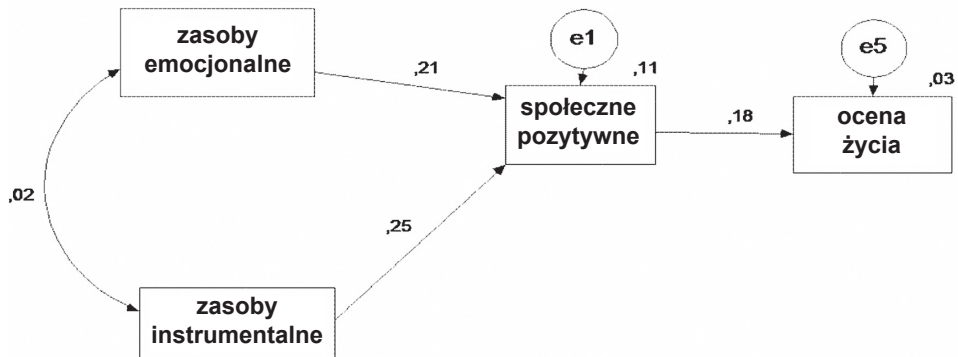 zasoby
emocjonalne
,21
e1
,11
społeczne
pozytywne
,18
e5
,03
ocena
życia
,02
,25
zasoby
instrumentalne